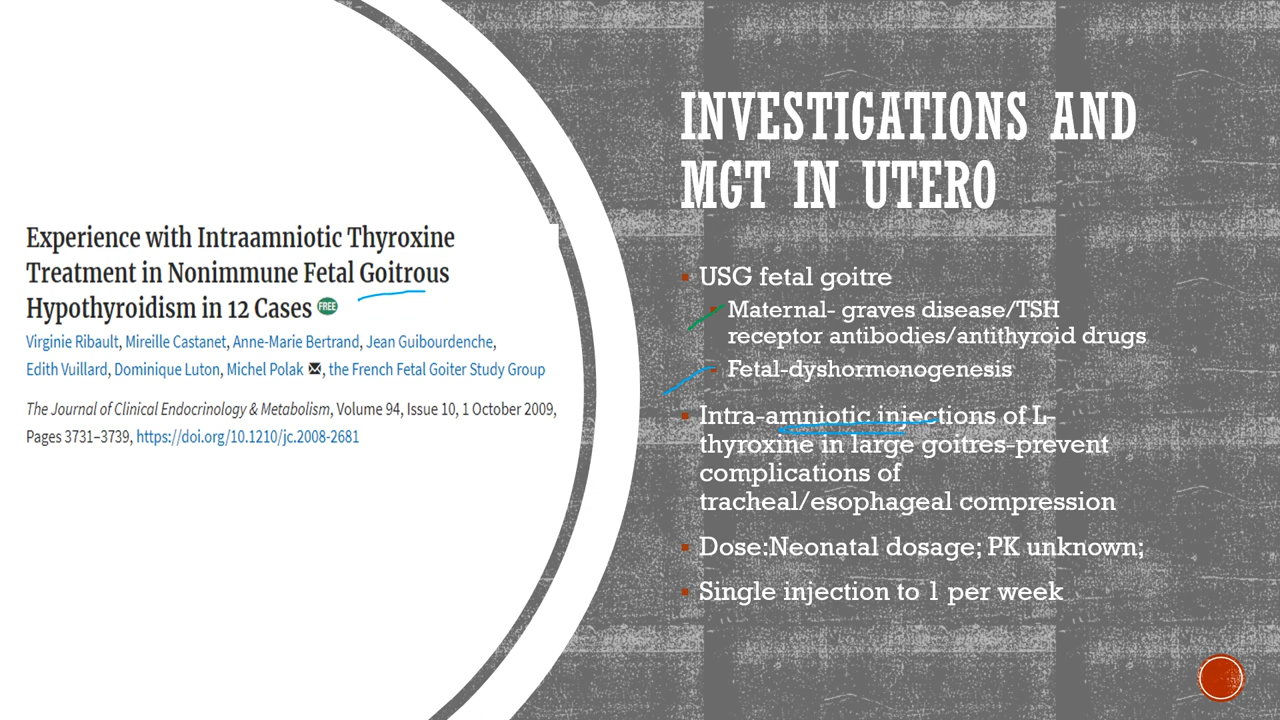 Experience with Intraamniotic Thyroxine
Treatment in Nonimmune Fetal Goitrous
Hypothyroidism in 12 Cases FREE
Virginie Ribault, Mireille Castanet, Anne-Marie Bertrand, Jean Guibourdenche,
Edith Vuillard, Dominique Luton, Michel Polak, the French Fetal Goiter Study Group
The Journal of Clinical Endocrinology & Metabolism, Volume 94, Issue 10, 1 October 2009,
Pages 3731–3739, https://doi.org/10.1210/jc.2008-2681
INVESTIGATIONS AND
MGT IN UTERO
USG fetal goitre
Maternal- graves disease/TSH
receptor antibodies/antithyroid drugs
Fetal-dyshormonogenesis
Intra-amniotic injections of L-
thyroxine in large goitres-prevent
complications of
tracheal/esophageal compression
Dose:Neonatal dosage; PK unknown;
Single injection to 1 per week